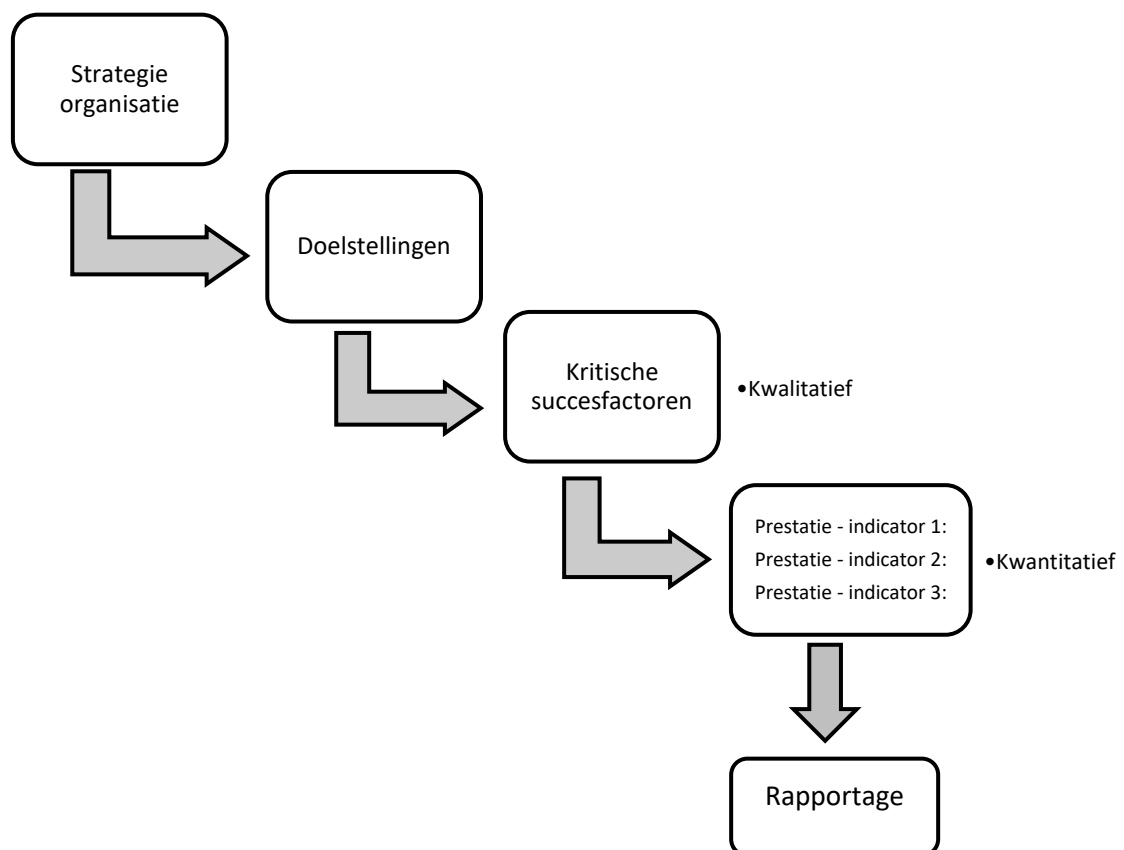 Strategie
organisatie
Doelstellingen
Kritische
succesfactoren
•Kwalitatief
Prestatie - indicator 1:
Prestatie - indicator 2:
Prestatie - indicator 3:
•Kwantitatief
Rapportage